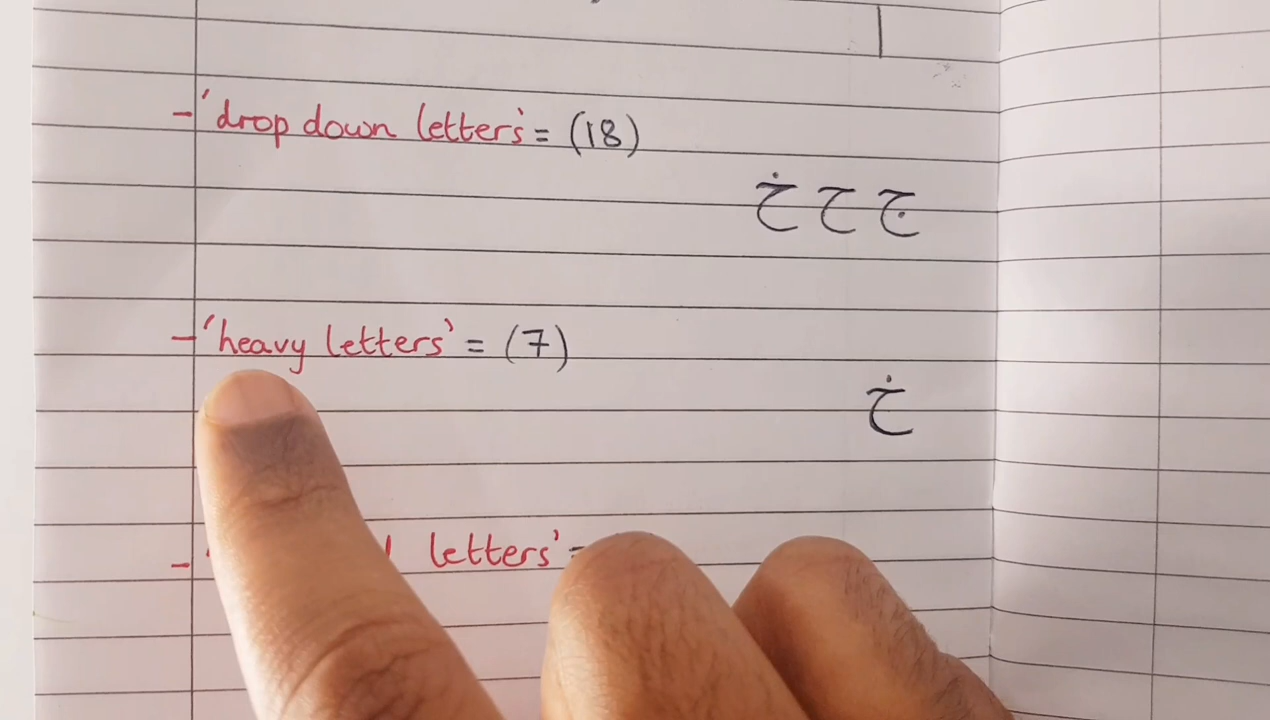 - 'drop down letters' = (18)
ج ح خ
- 'heavy letters' = (7)
خ
- letters' =